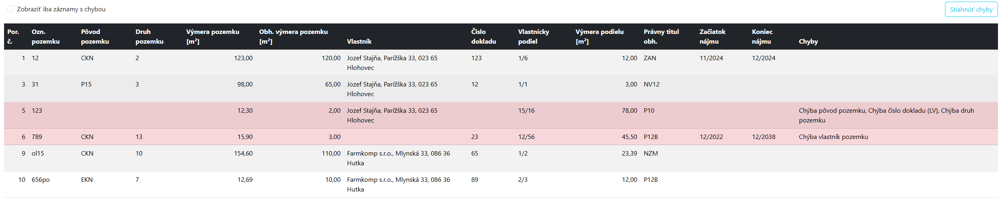 Zobraziť iba záznamy s chybou
Stiahnúť chyby
Por. č. Ozn. pozemku Pôvod pozemku Druh pozemku Výmera pozemku [m²] Obh. výmera pozemku [m²] Vlastník Čislo dokladu Vlastnícky podiel Výmera podielu [m²] Právny titul obh. Začiatok nájmu Koniec nájmu Chyby
1 12 CKN 2 123,00 120,00 Jozef Stajňa, Parížška 33, 023 65 Hlohovec 123 1/6 12,00 ZAN 11/2024 12/2024
3 31 P15 3 98,00 65,00 Jozef Stajňa, Parížška 33, 023 65 Hlohovec 12 1/1 3,00 NV12
5 123 12,30 2,00 Jozef Stajňa, Parížška 33, 023 65 Hlohovec 15/16 78,00 P10 Chýba pôvod pozemku, Chýba čislo dokladu (LV), Chýba druh pozemku
6 789 CKN 13 15,90 3,00 23 12/56 45,50 P12B 12/2022 12/2038 Chýba vlastník pozemku
9 ol15 CKN 10 154,60 110,00 Farmkomp s.r.o., Mlynská 33, 086 36 Hutka 65 1/2 23,39 NZM
10 656po EKN 7 12,69 10,00 Farmkomp s.r.o., Mlynská 33, 086 36 Hutka 89 2/3 12,00 P12B